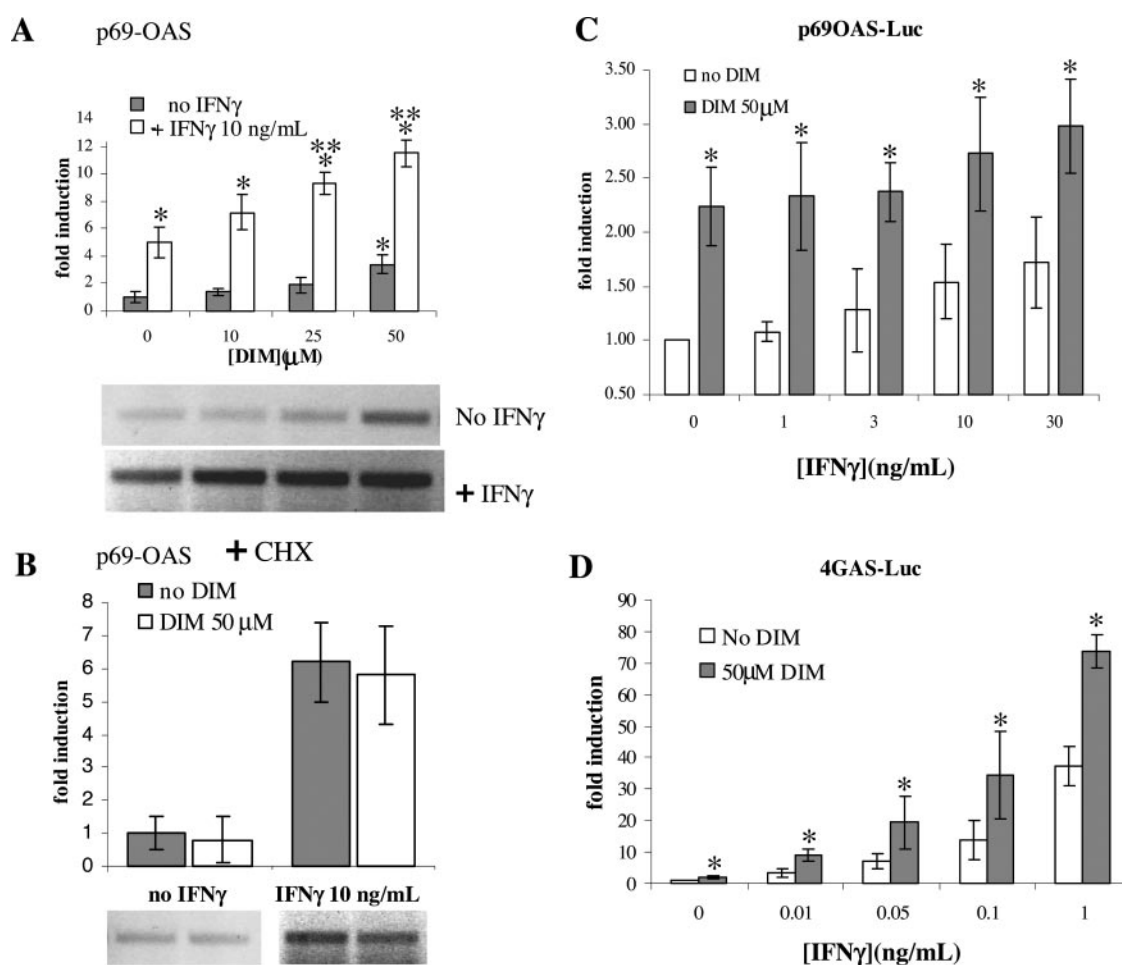 A
p69-OAS
no IFNγ
+ IFNγ 10 ng/mL
fold induction
14
12
10
8
6
4
2
0
*
*
**
*
*
**
*
0 10 25 50
[DIM](μM)
No IFNγ
+ IFNγ
B
p69-OAS + CHX
no DIM
DIM 50 μM
fold induction
8
7
6
5
4
3
2
1
0
no IFNγ IFNγ 10 ng/mL
C
p69OAS-Luc
no DIM
DIM 50μM
fold induction
3.50
3.00
2.50
2.00
1.50
1.00
0.50
* * * * *
0 1 3 10 30
[IFNγ](ng/mL)
D
4GAS-Luc
No DIM
50μM DIM
fold induction
90
80
70
60
50
40
30
20
10
0
* * * * *
0 0.01 0.05 0.1 1
[IFNγ](ng/mL)